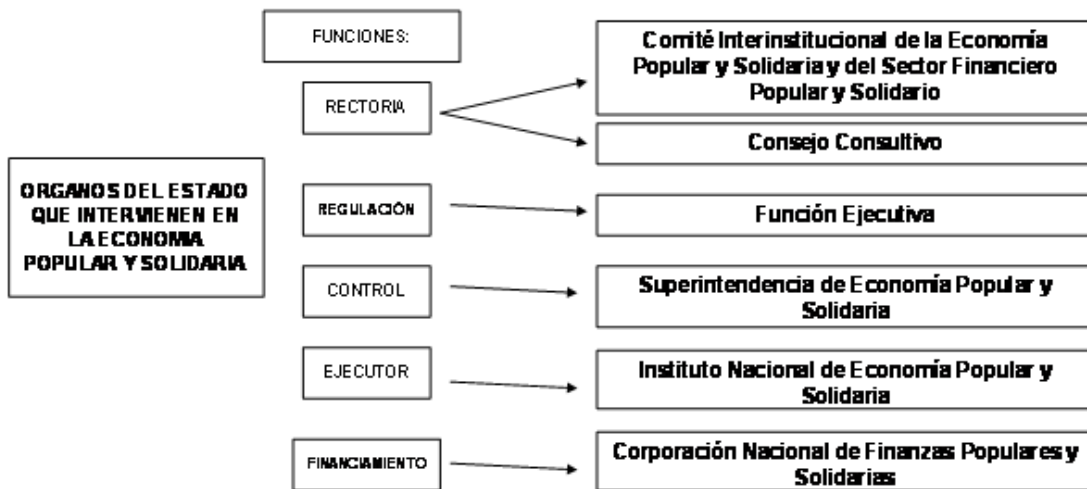 FUNCIONES:
Comité Interinstitucional de la Economía
Popular y Solidaria y del Sector Financiero
Popular y Solidario
RECTORIA
Consejo Consultivo
ORGANOS DEL ESTADO
QUE INTERVIENEN EN
LA ECONOMIA
POPULAR Y SOLIDARIA
REGULACIÓN
Función Ejecutiva
CONTROL
Superintendencia de Economía Popular y
Solidaria
EJECUTOR
Instituto Nacional de Economía Popular y
Solidaria
FINANCIAMIENTO
Corporación Nacional de Finanzas Populares y
Solidarias